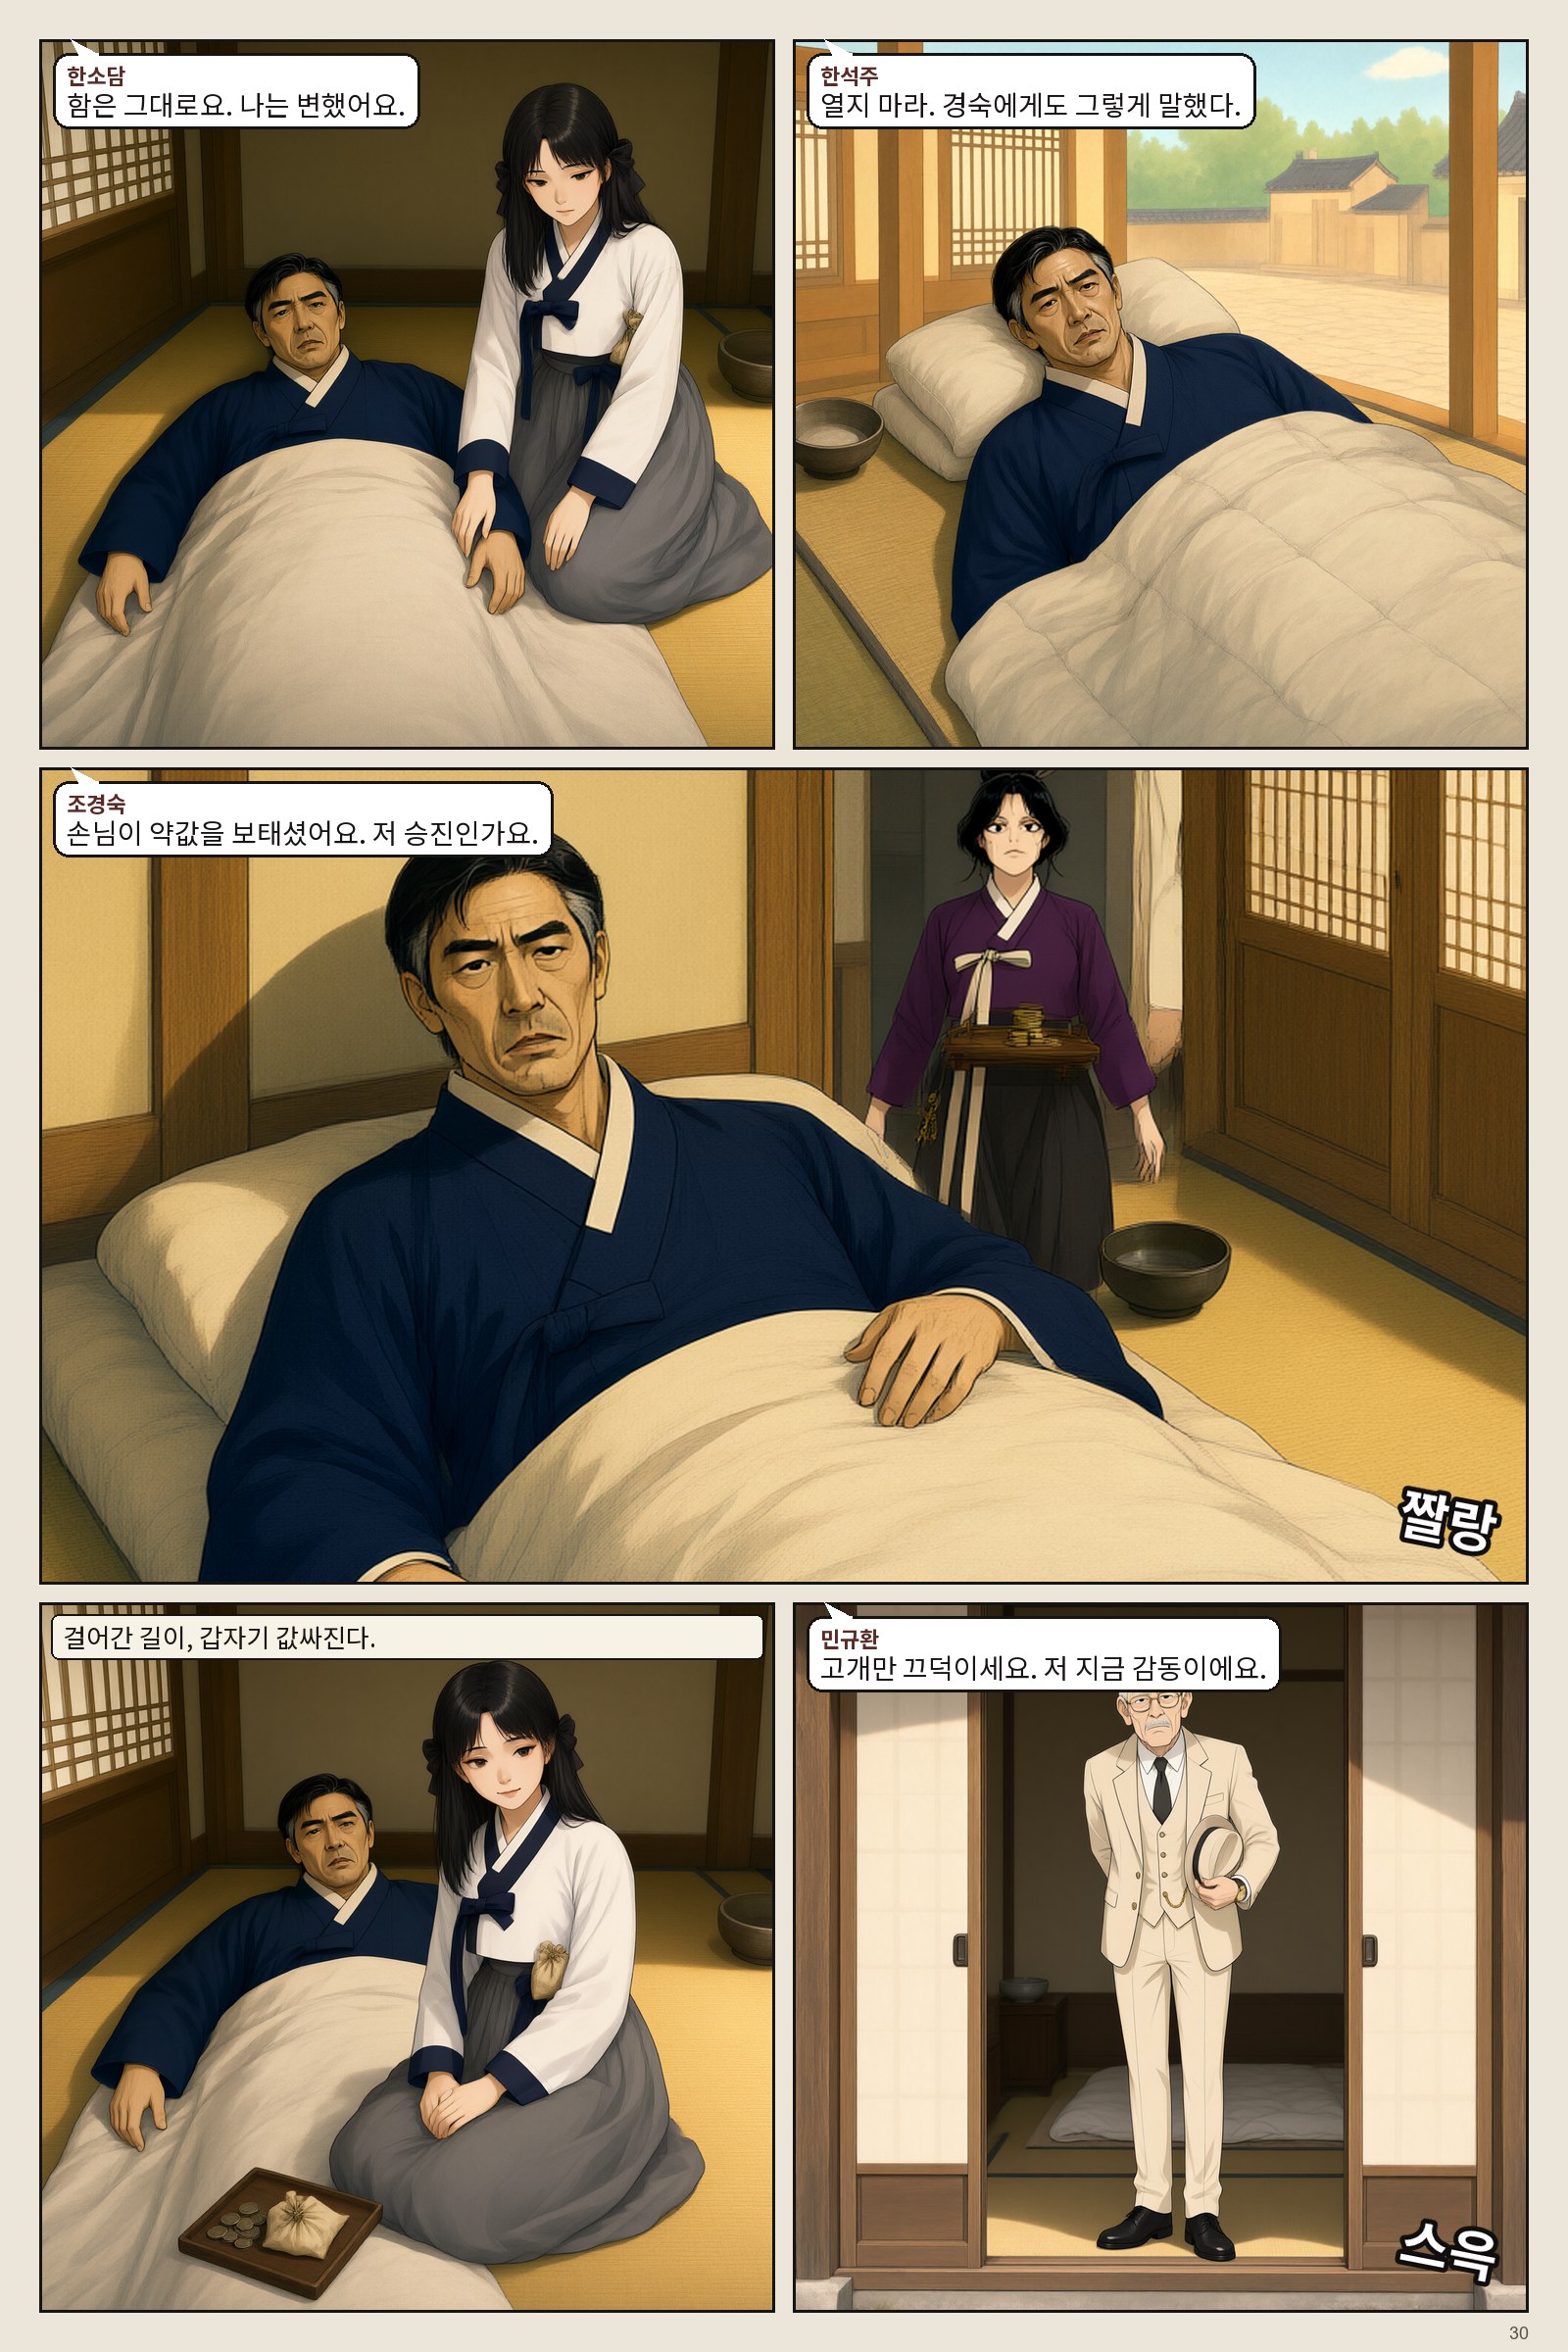 한소담
함은 그대로요. 나는 변했어요.
한석주
열지 마라. 경숙에게도 그렇게 말했다.
조경숙
손님이 약값을 보태셨어요. 저 승진인가요.
짤랑
걸어간 길이, 갑자기 값싸진다.
민규환
고개만 끄덕이세요. 저 지금 감동이에요.
스윽
30